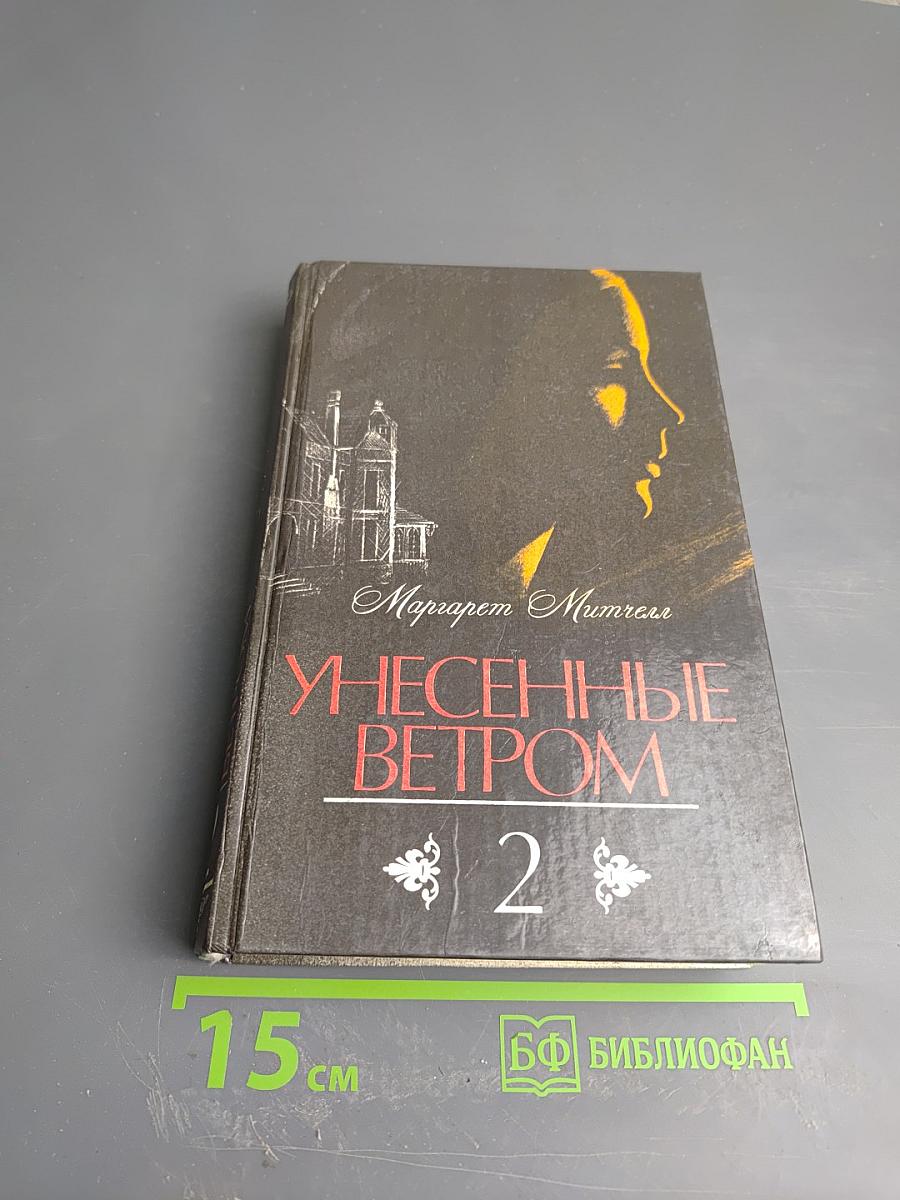 Маргарет Митчелл
УНЕСЕННЫЕ
ВЕТРОМ
2
15 см
БФ БИБЛИОФАН